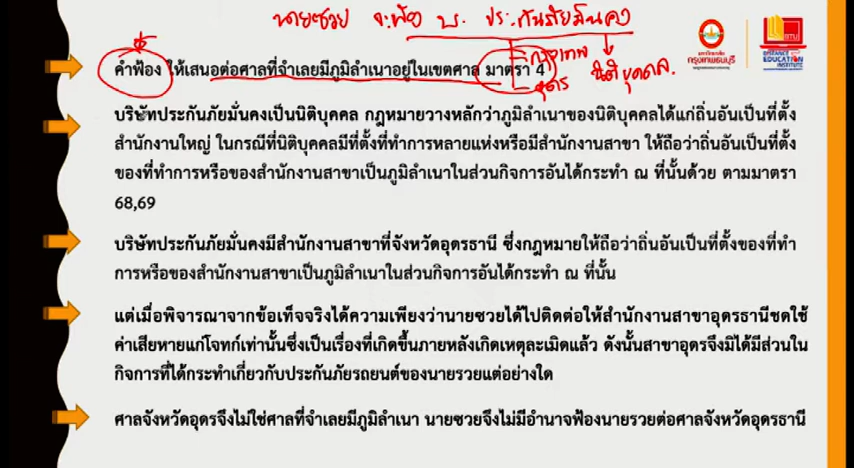 นายซวย จะฟ้อง บ. ประกันภัยมั่นคง
กรุงเทพ
อุดร นิติบุคคล.
มหาวิทยาลัย
กรุงเทพธนบุรี
BTU
DISTANCE
EDUCATION
INSTITUTE
คำฟ้อง ให้เสนอต่อศาลที่จำเลยมีภูมิลำเนาอยู่ในเขตศาล มาตรา 4
บริษัทประกันภัยมั่นคงเป็นนิติบุคคล กฎหมายวางหลักว่าภูมิลำเนาของนิติบุคคลได้แก่ถิ่นอันเป็นที่ตั้ง
สำนักงานใหญ่ ในกรณีที่นิติบุคคลมีที่ตั้งที่ทำการหลายแห่งหรือมีสำนักงานสาขา ให้ถือว่าถิ่นอันเป็นที่ตั้ง
ของที่ทำการหรือของสำนักงานสาขาเป็นภูมิลำเนาในส่วนกิจการอันได้กระทำ ณ ที่นั้นด้วย ตามมาตรา
68,69
บริษัทประกันภัยมั่นคงมีสำนักงานสาขาที่จังหวัดอุดรธานี ซึ่งกฎหมายให้ถือว่าถิ่นอันเป็นที่ตั้งของที่ทำ
การหรือของสำนักงานสาขาเป็นภูมิลำเนาในส่วนกิจการอันได้กระทำ ณ ที่นั้น
แต่เมื่อพิจารณาจากข้อเท็จจริงได้ความเพียงว่านายซวยได้ไปติดต่อให้สำนักงานสาขาอุดรธานีชดใช้
ค่าเสียหายแก่โจทก์เท่านั้นซึ่งเป็นเรื่องที่เกิดขึ้นภายหลังเกิดเหตุละเมิดแล้ว ดังนั้นสาขาอุดรจึงมิได้มีส่วนใน
กิจการที่ได้กระทำเกี่ยวกับประกันภัยรถยนต์ของนายรวยแต่อย่างใด
ศาลจังหวัดอุดรจึงไม่ใช่ศาลที่จำเลยมีภูมิลำเนา นายซวยจึงไม่มีอำนาจฟ้องนายรวยต่อศาลจังหวัดอุดรธานี